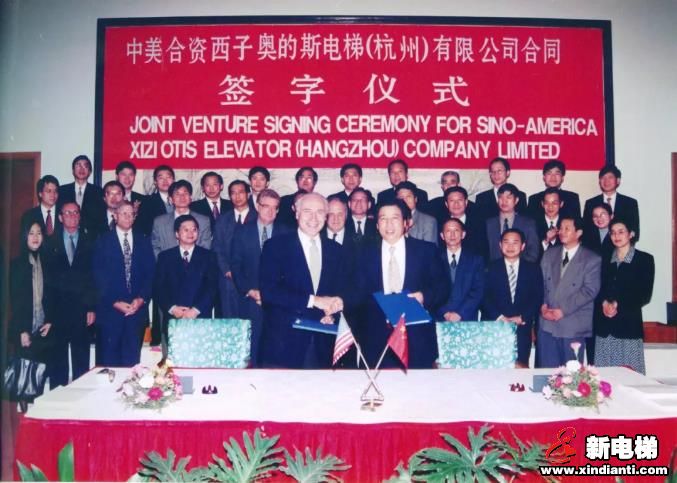 中美合资西子奥的斯电梯(杭州)有限公司合同
签字仪式
JOINT VENTURE SIGNING CEREMONY FOR SINO-AMERICA
XIZI OTIS ELEVATOR (HANGZHOU) COMPANY LIMITED
新电梯
www.xindianti.com